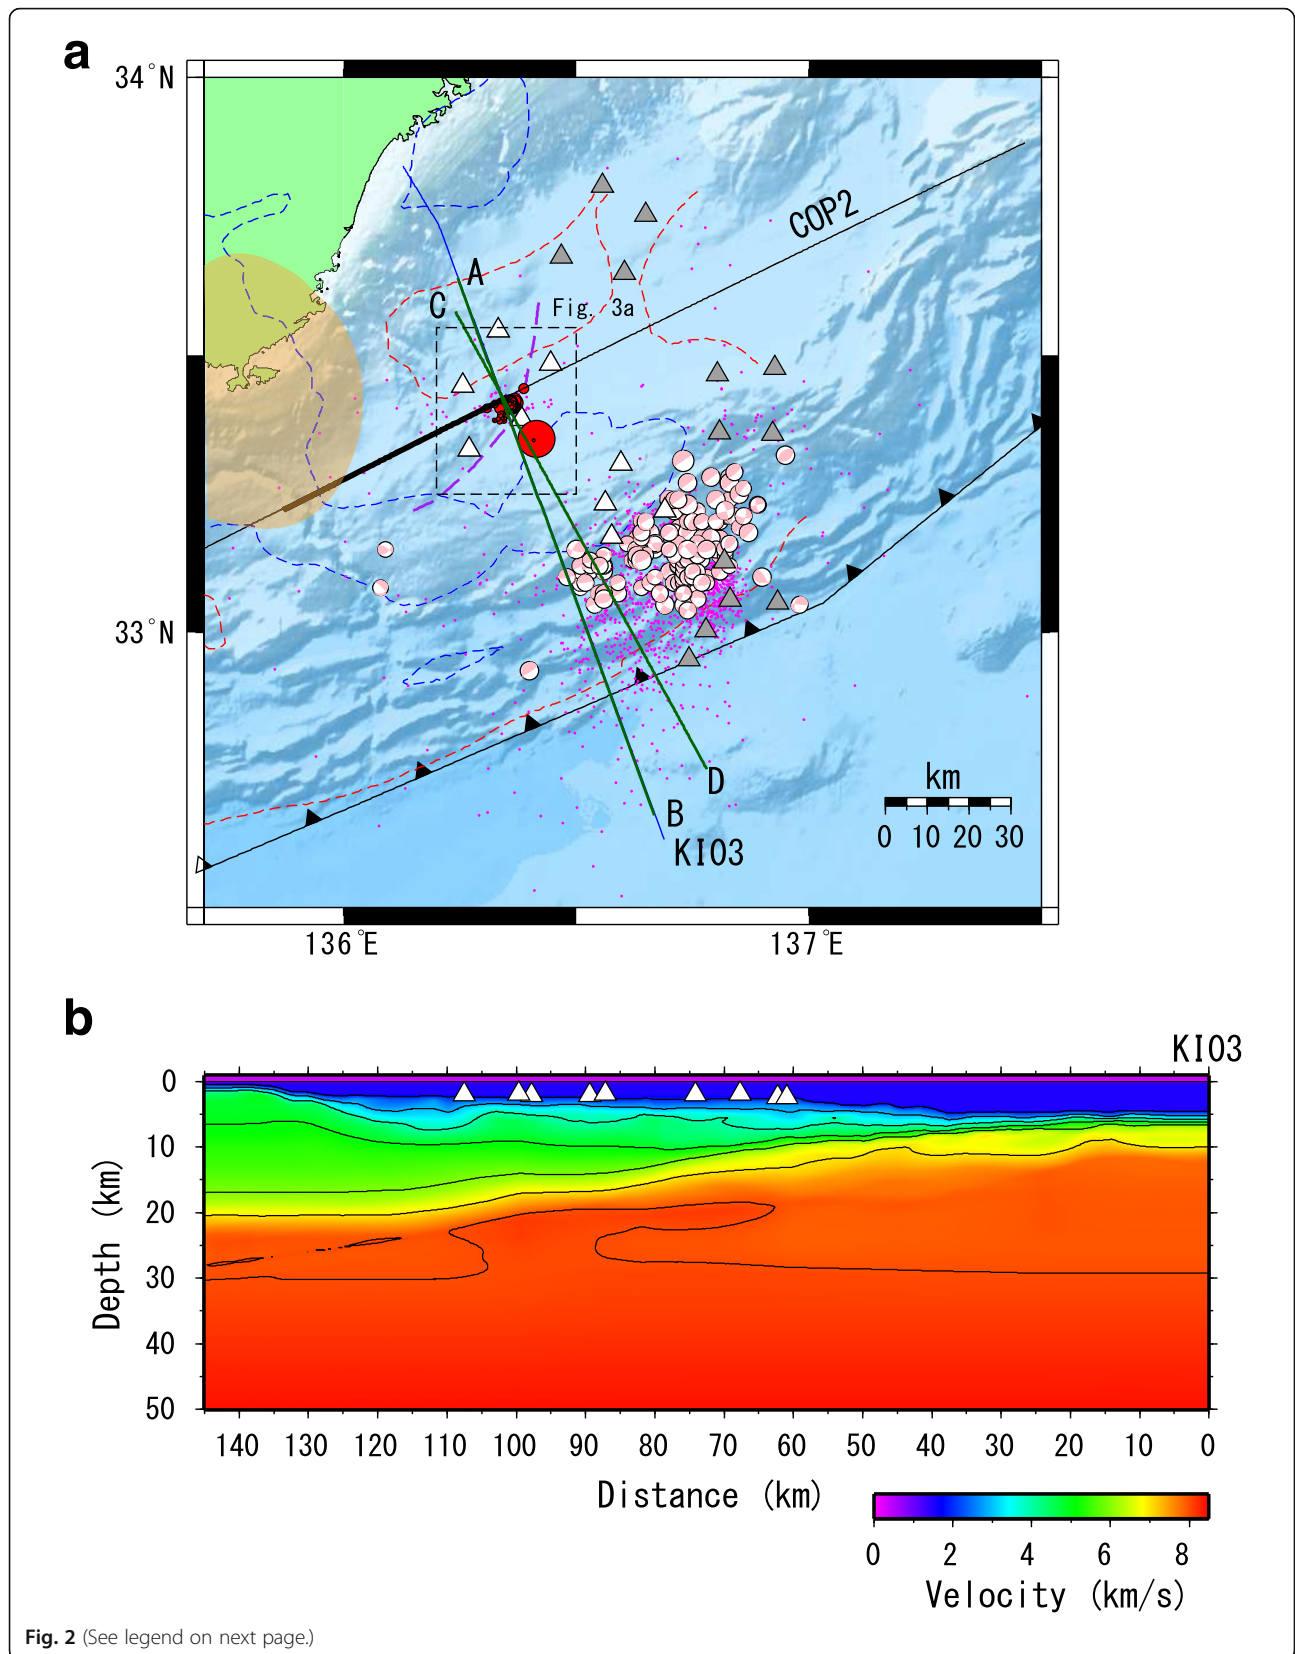 a
34°N
COP2
A
C
Fig. 3a
33°N
D
B
KI03
km
0 10 20 30
136°E 137°E
b
KI03
0
10
20
30
40
50
Depth (km)
140 130 120 110 100 90 80 70 60 50 40 30 20 10 0
Distance (km)
0 2 4 6 8
Velocity (km/s)
Fig. 2 (See legend on next page.)